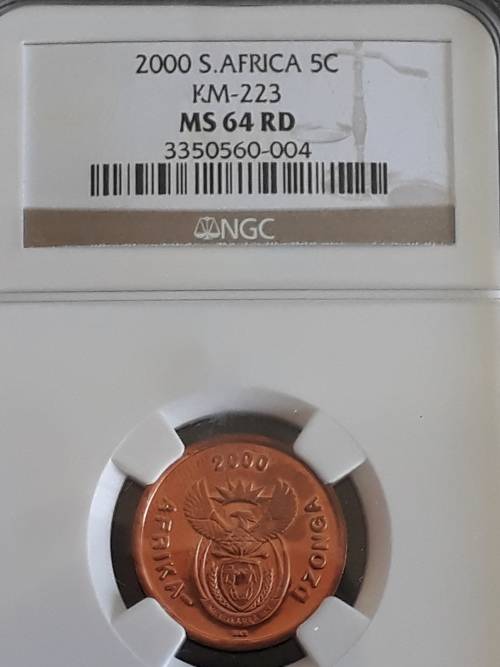 2000 S.AFRICA 5C
KM-223
MS 64 RD
3350560-004
NGC
2000
AFRIKA-
DZONGA